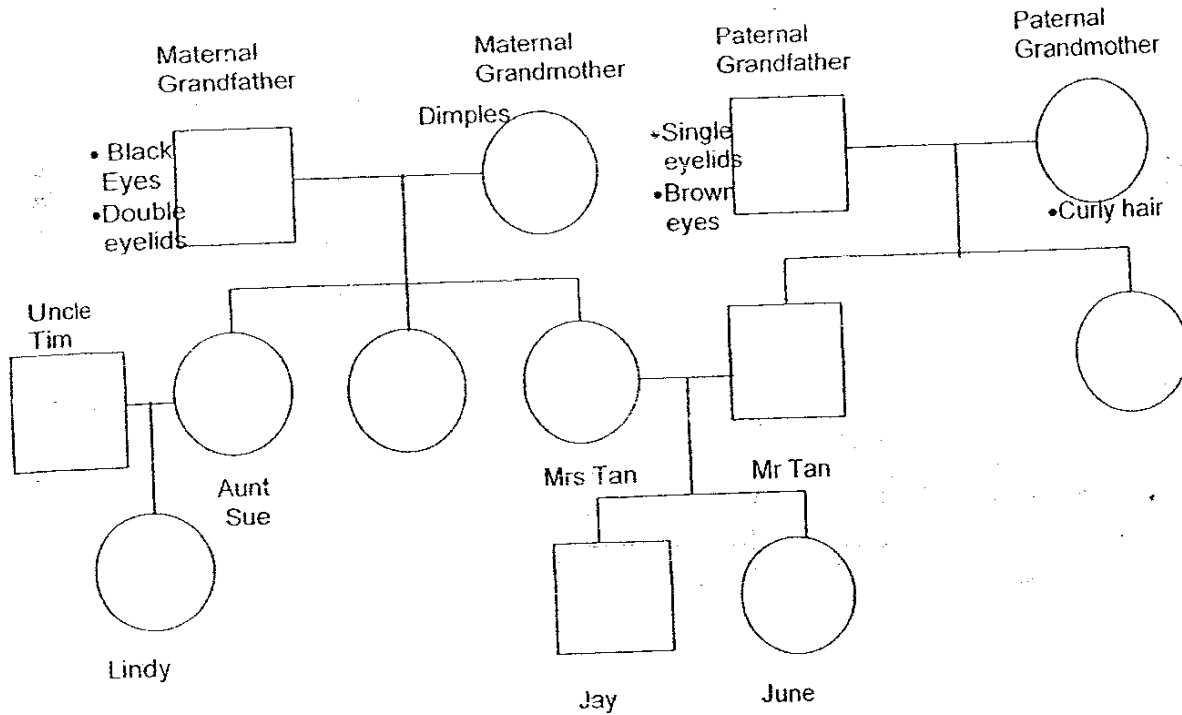 Maternal
Grandfather
Maternal
Grandmother
Paternal
Grandfather
Paternal
Grandmother
• Black
Eyes
•Double
eyelids
Dimples
•Single
eyelids
•Brown
eyes
•Curly hair
Uncle
Tim
Aunt
Sue
Mrs Tan
Mr Tan
Lindy
Jay
June